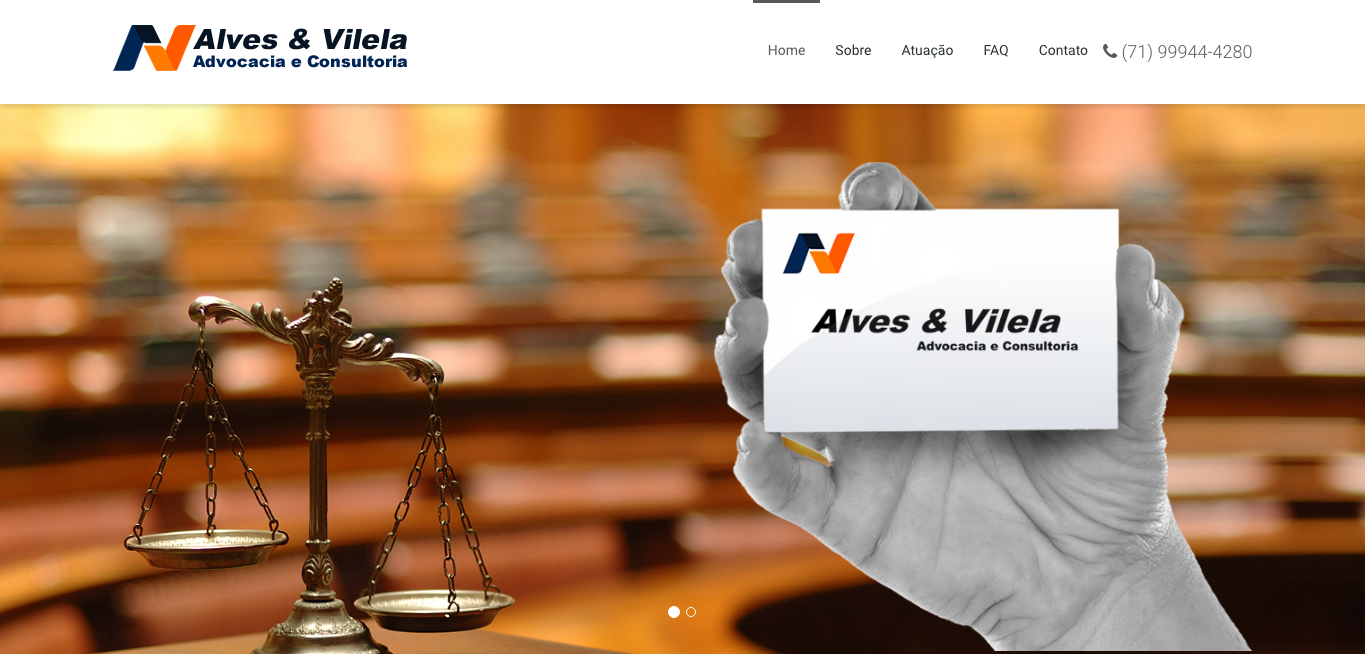 Alves & Vilela
Advocacia e Consultoria
Home Sobre Atuação FAQ Contato (71) 99944-4280
Alves & Vilela
Advocacia e Consultoria